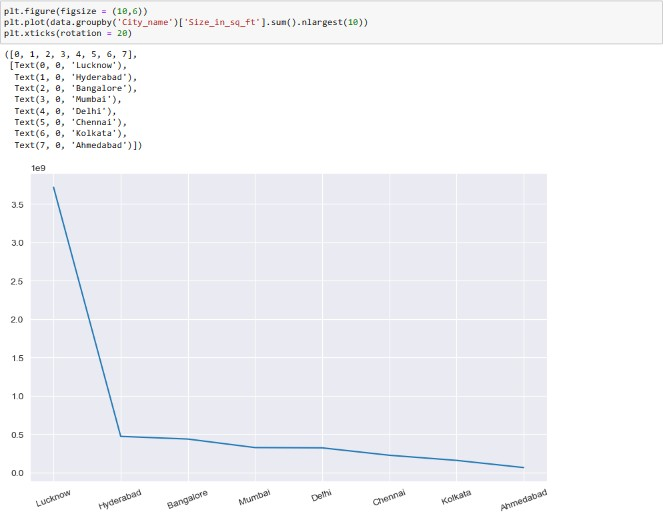 plt.figure(figsize = (10,6))
plt.plot(data.groupby('City_name')['Size_in_sq_ft'].sum().nlargest(10))
plt.xticks(rotation = 20)
([0, 1, 2, 3, 4, 5, 6, 7],
[Text(0, 0, 'Lucknow'),
Text(1, 0, 'Hyderabad'),
Text(2, 0, 'Bangalore'),
Text(3, 0, 'Mumbai'),
Text(4, 0, 'Delhi'),
Text(5, 0, 'Chennai'),
Text(6, 0, 'Kolkata'),
Text(7, 0, 'Ahmedabad')])
1e9
3.5
3.0
2.5
2.0
1.5
1.0
0.5
0.0
Lucknow Hyderabad Bangalore Mumbai Delhi Chennai Kolkata Ahmedabad